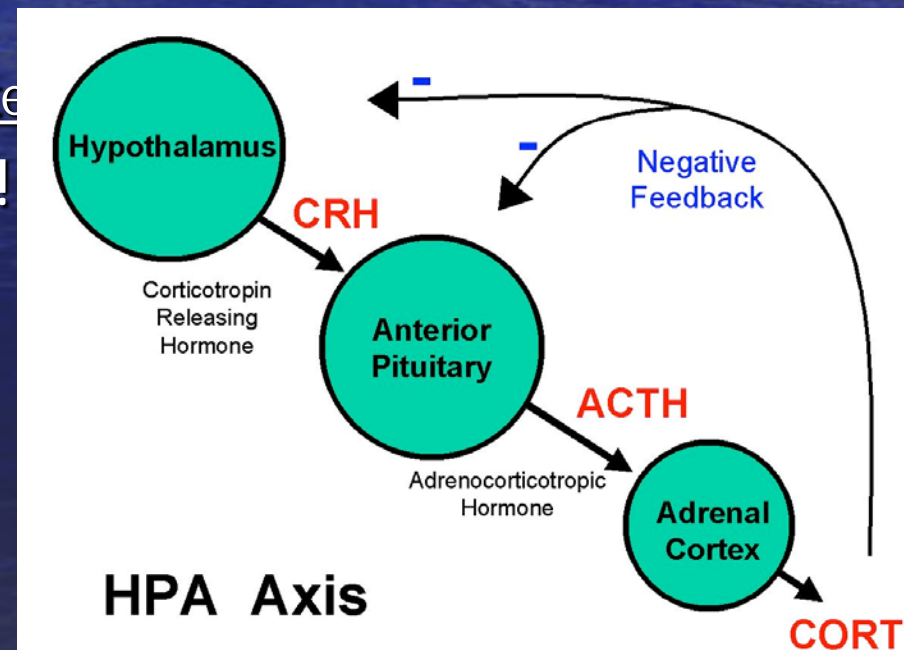 -
Hypothalamus
!
-
Negative
Feedback
CRH
Corticotropin
Releasing
Hormone
Anterior
Pituitary
ACTH
Adrenocorticotropic
Hormone
Adrenal
Cortex
HPA Axis
CORT